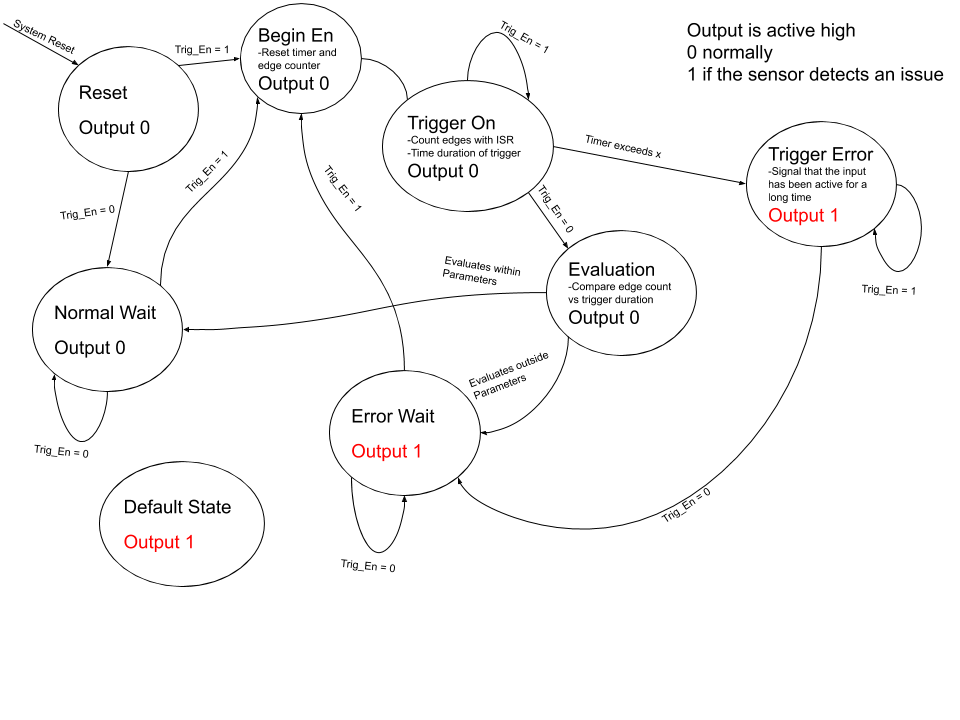 System Reset
Reset
Output 0
Trig_En = 1
Begin En
-Reset timer and
edge counter
Output 0
Trig_En = 1
Output is active high
0 normally
1 if the sensor detects an issue
Trigger On
-Count edges with ISR
-Time duration of trigger
Output 0
Timer exceeds x
Trigger Error
-Signal that the input
has been active for a
long time
Output 1
Trig_En = 1
Trig_En = 0
Trig_En = 1
Trig_En = 1
Trig_En = 0
Evaluation
-Compare edge count
vs trigger duration
Output 0
Evaluates within
Parameters
Normal Wait
Output 0
Trig_En = 0
Evaluates outside
Parameters
Error Wait
Output 1
Trig_En = 0
Trig_En = 0
Default State
Output 1